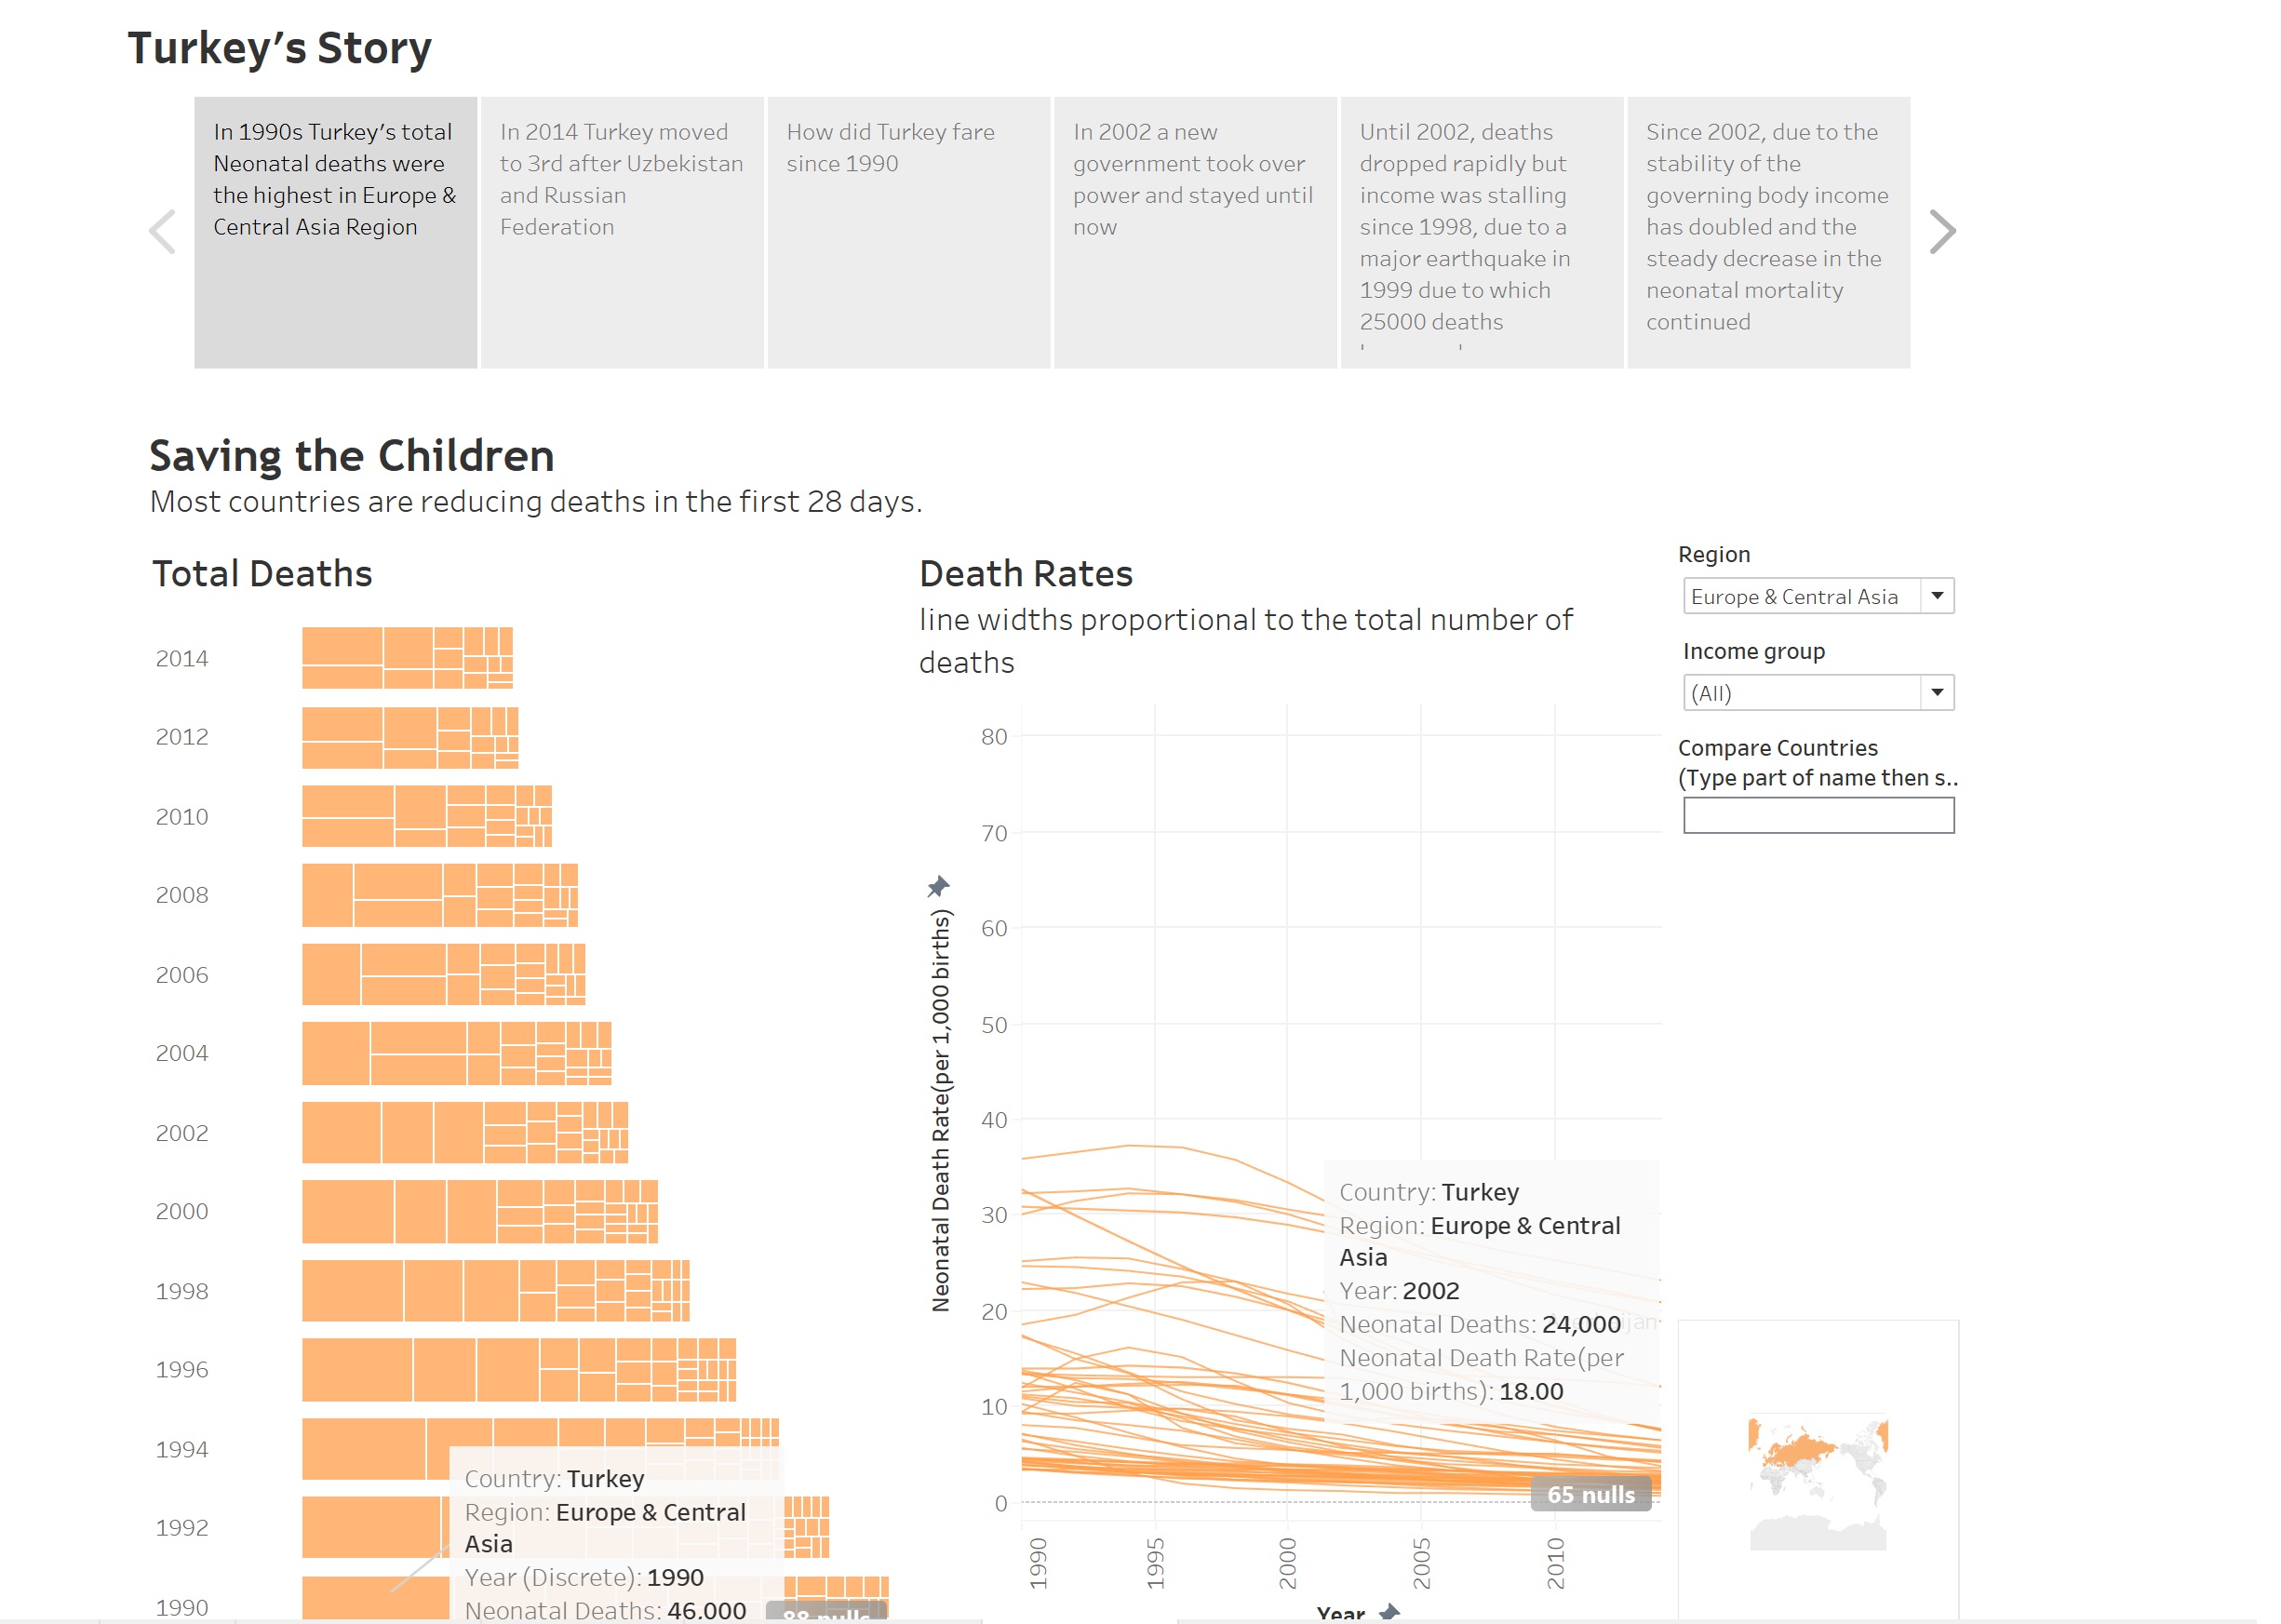 Turkey’s Story
In 1990s Turkey’s total
Neonatal deaths were
the highest in Europe &
Central Asia Region
In 2014 Turkey moved
to 3rd after Uzbekistan
and Russian
Federation
How did Turkey fare
since 1990
In 2002 a new
government took over
power and stayed until
now
Until 2002, deaths
dropped rapidly but
income was stalling
since 1998, due to a
major earthquake in
1999 due to which
25000 deaths
Since 2002, due to the
stability of the
governing body income
has doubled and the
steady decrease in the
neonatal mortality
continued
Saving the Children
Most countries are reducing deaths in the first 28 days.
Total Deaths
2014
2012
2010
2008
2006
2004
2002
2000
1998
1996
1994
1992
1990
Country: Turkey
Region: Europe & Central
Asia
Year (Discrete): 1990
Neonatal Deaths: 46,000
88 nulls
Death Rates
line widths proportional to the total number of
deaths
Neonatal Death Rate(per 1,000 births)
80
70
60
50
40
30
20
10
0
Country: Turkey
Region: Europe & Central
Asia
Year: 2002
Neonatal Deaths: 24,000
Neonatal Death Rate(per
1,000 births): 18.00
65 nulls
1990
1995
2000
2005
2010
Year
Region
Europe & Central Asia
Income group
(All)
Compare Countries
(Type part of name then s..